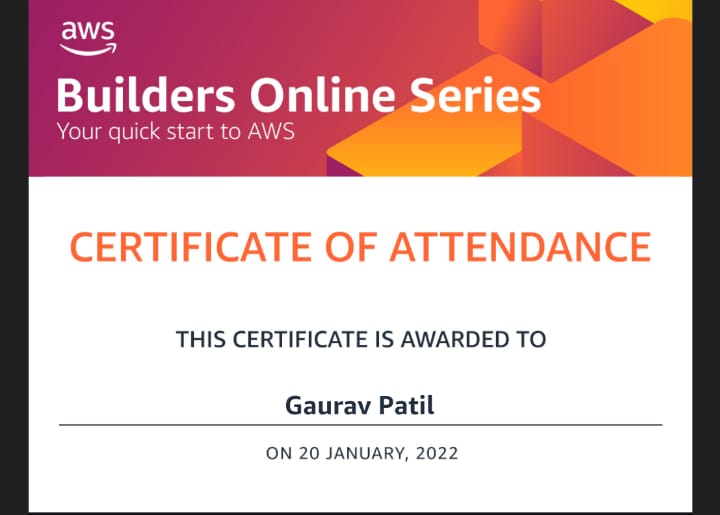 aws
Builders Online Series
Your quick start to AWS
CERTIFICATE OF ATTENDANCE
THIS CERTIFICATE IS AWARDED TO
Gaurav Patil
ON 20 JANUARY, 2022